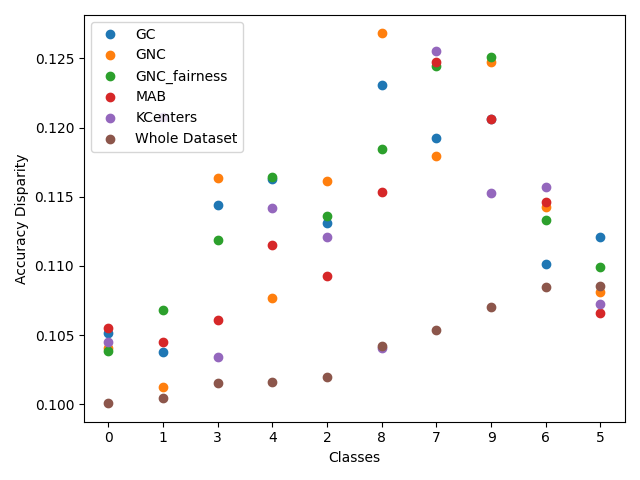 GC
GNC
GNC_fairness
MAB
KCenters
Whole Dataset
0.125
0.120
0.115
0.110
0.105
0.100
Accuracy Disparity
0 1 3 4 2 8 7 9 6 5
Classes